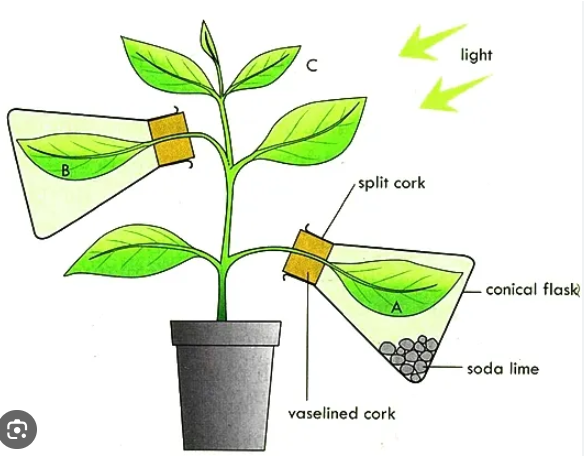 C
light
B
split cork
conical flask
A
soda lime
vaselined cork